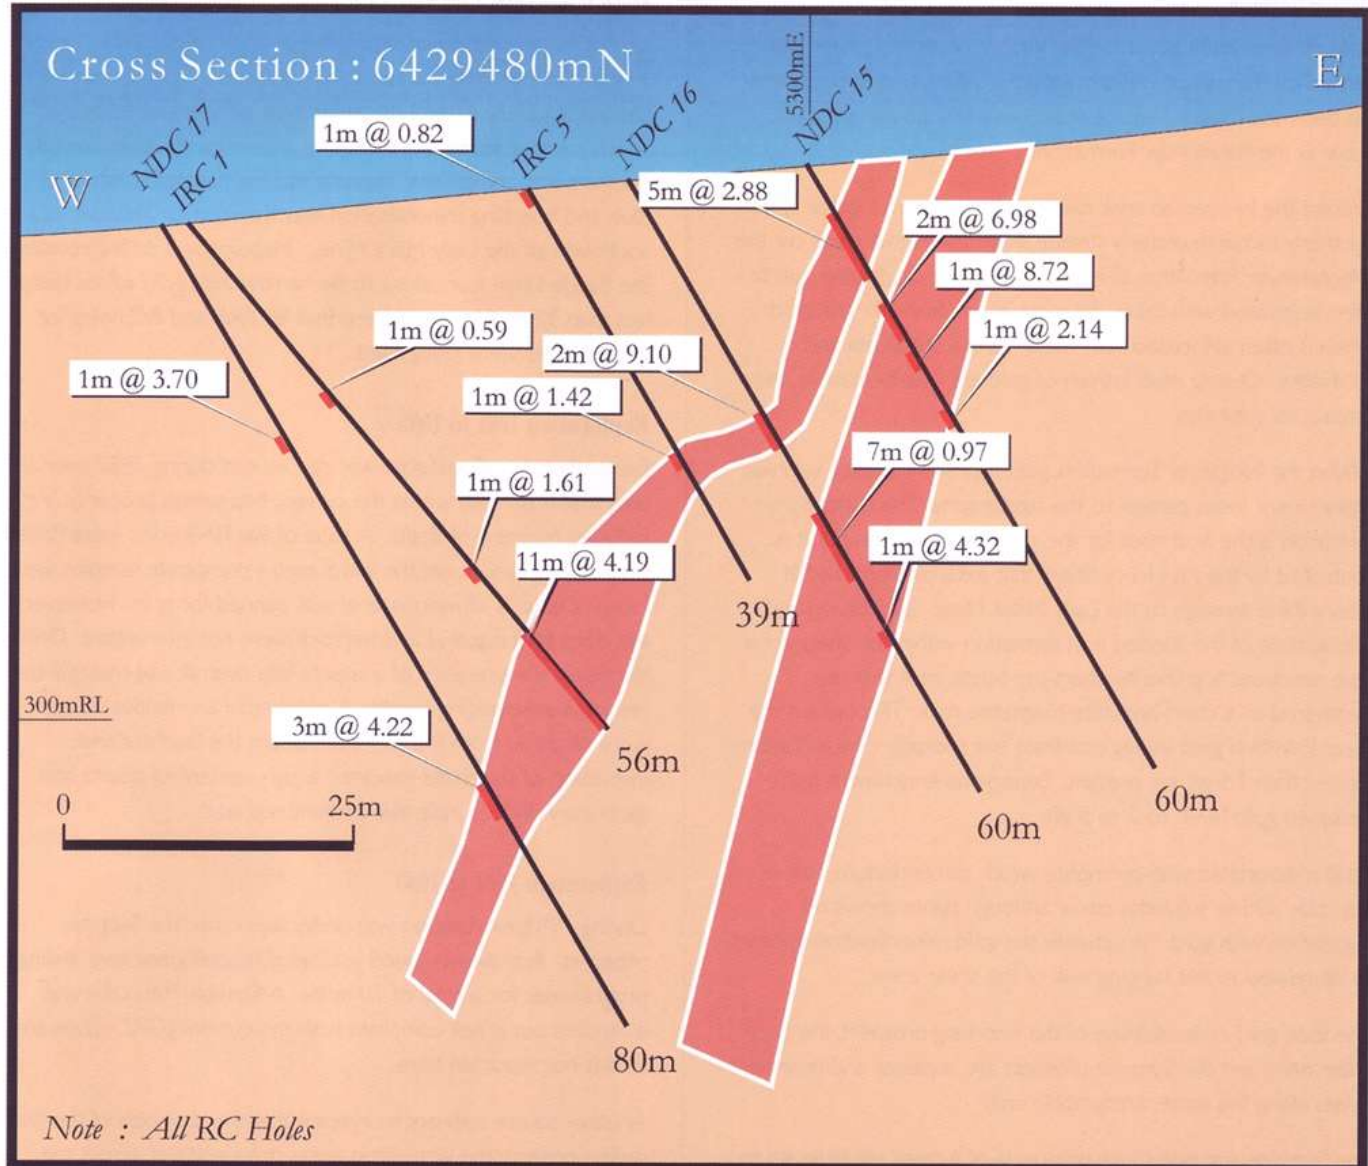 Cross Section : 6429480mN
E
W
NDC 17
IRC 1
IRC 5
NDC 16
5300mE
NDC 15
1m @ 0.82
5m @ 2.88
2m @ 6.98
1m @ 8.72
1m @ 0.59
1m @ 2.14
2m @ 9.10
1m @ 3.70
1m @ 1.42
7m @ 0.97
1m @ 1.61
1m @ 4.32
11m @ 4.19
39m
300mRL
3m @ 4.22
56m
0 25m
60m
60m
80m
Note : All RC Holes